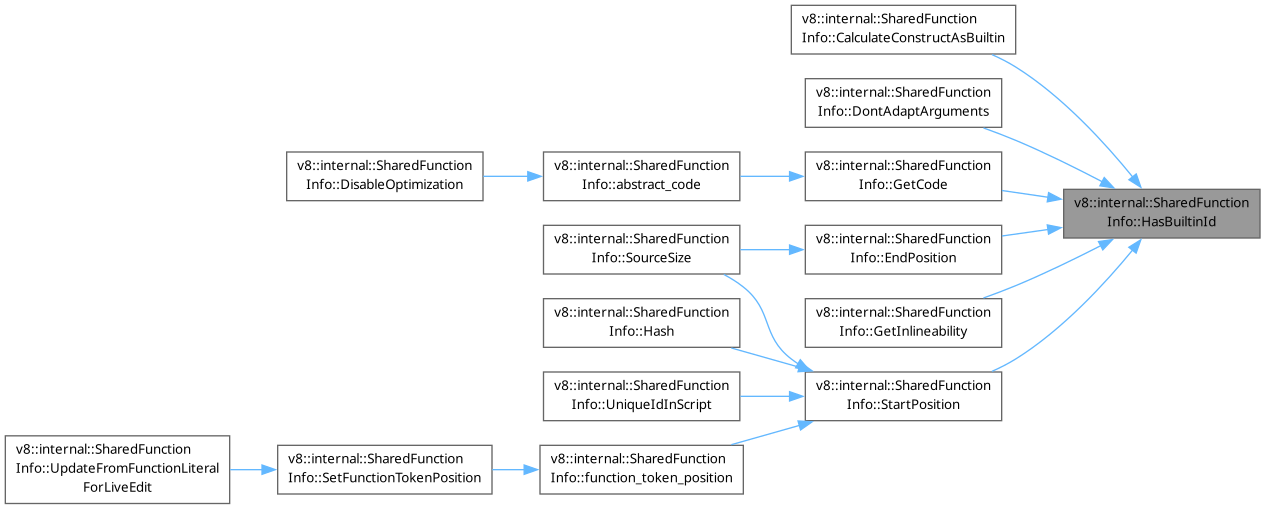 v8::internal::SharedFunction
Info::CalculateConstructAsBuiltin
v8::internal::SharedFunction
Info::DontAdaptArguments
v8::internal::SharedFunction
Info::DisableOptimization
v8::internal::SharedFunction
Info::abstract_code
v8::internal::SharedFunction
Info::GetCode
v8::internal::SharedFunction
Info::HasBuiltinId
v8::internal::SharedFunction
Info::SourceSize
v8::internal::SharedFunction
Info::EndPosition
v8::internal::SharedFunction
Info::Hash
v8::internal::SharedFunction
Info::GetInlineability
v8::internal::SharedFunction
Info::UniqueIdInScript
v8::internal::SharedFunction
Info::StartPosition
v8::internal::SharedFunction
Info::UpdateFromFunctionLiteral
ForLiveEdit
v8::internal::SharedFunction
Info::SetFunctionTokenPosition
v8::internal::SharedFunction
Info::function_token_position